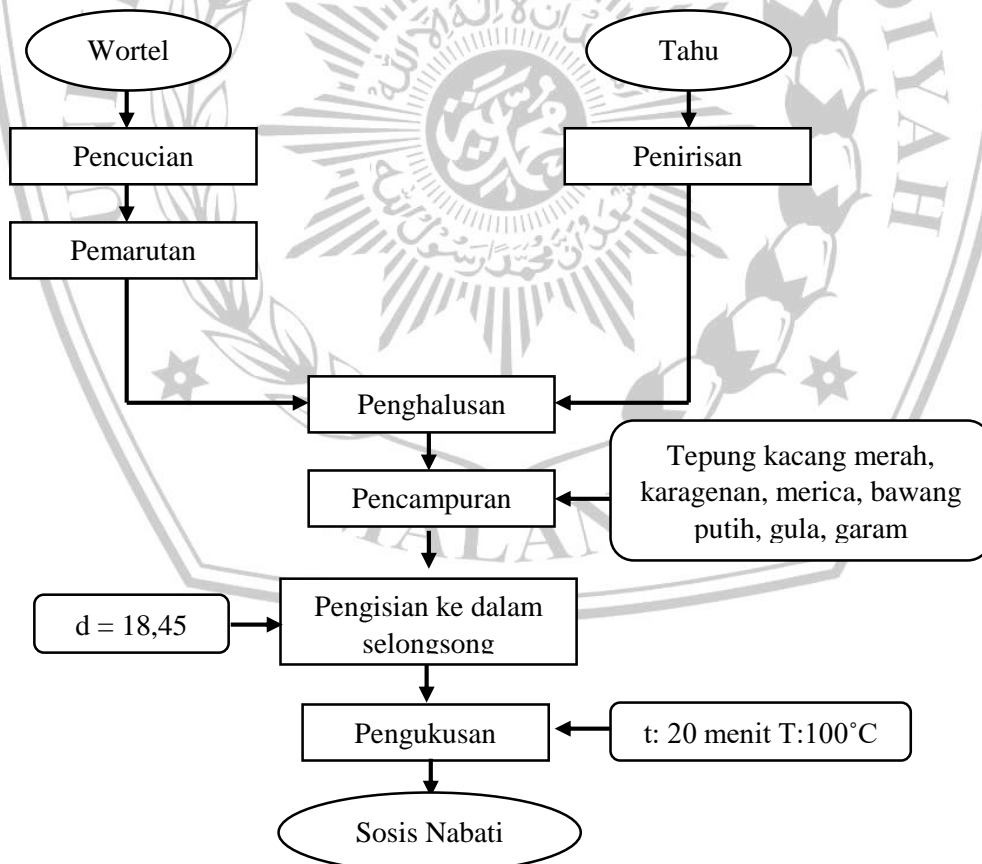 Wortel
Tahu
Pencucian
Penirisan
Pemarutan
Penghalusan
Tepung kacang merah,
karagenan, merica, bawang
putih, gula, garam
Pencampuran
MALAN
Pengisian ke dalam
selongsong
d = 18,45
Pengukusan
t: 20 menit T:100˚C
Sosis Nabati